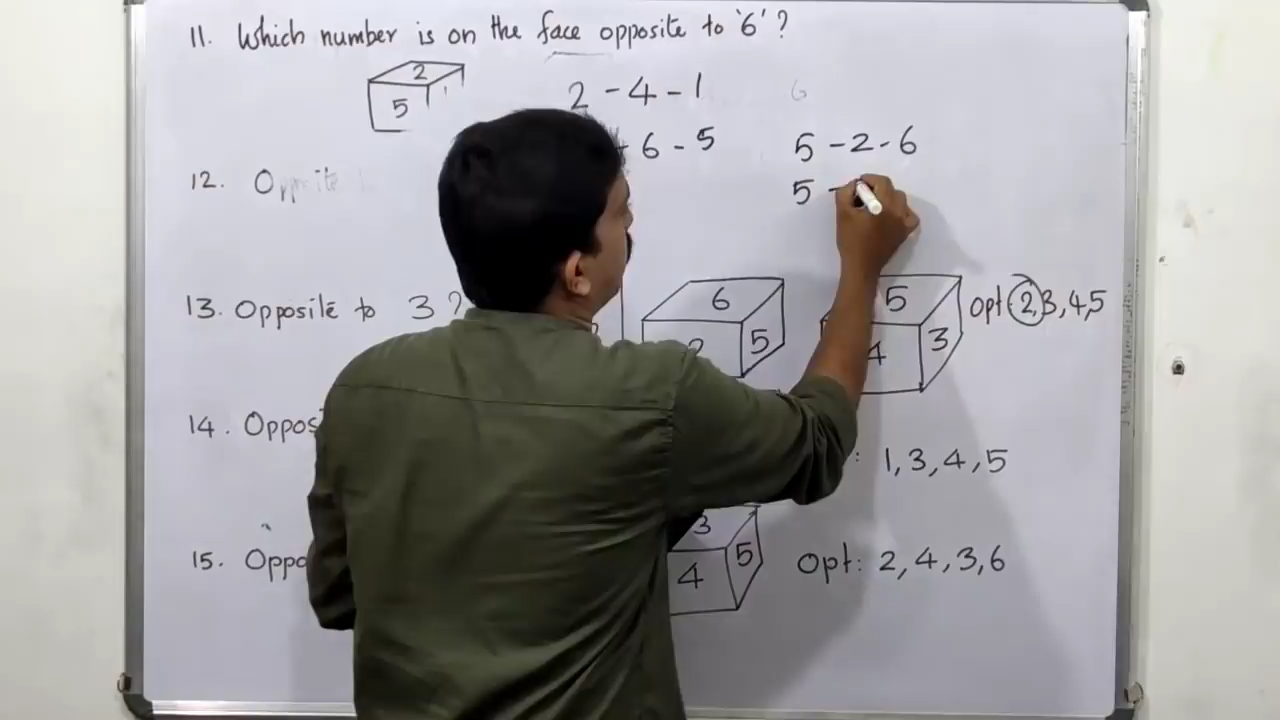 11. Which number is on the face opposite to '6' ?
2
5
2 - 4 - 1
6
6 - 5
5 - 2 - 6
5 -
12. Opposite
13. Opposite to 3 ?
6
5
5
4
3
opt 2, 3, 4, 5
14. Oppos
: 1, 3, 4, 5
15. Oppo
3
4
5
Opt: 2, 4, 3, 6